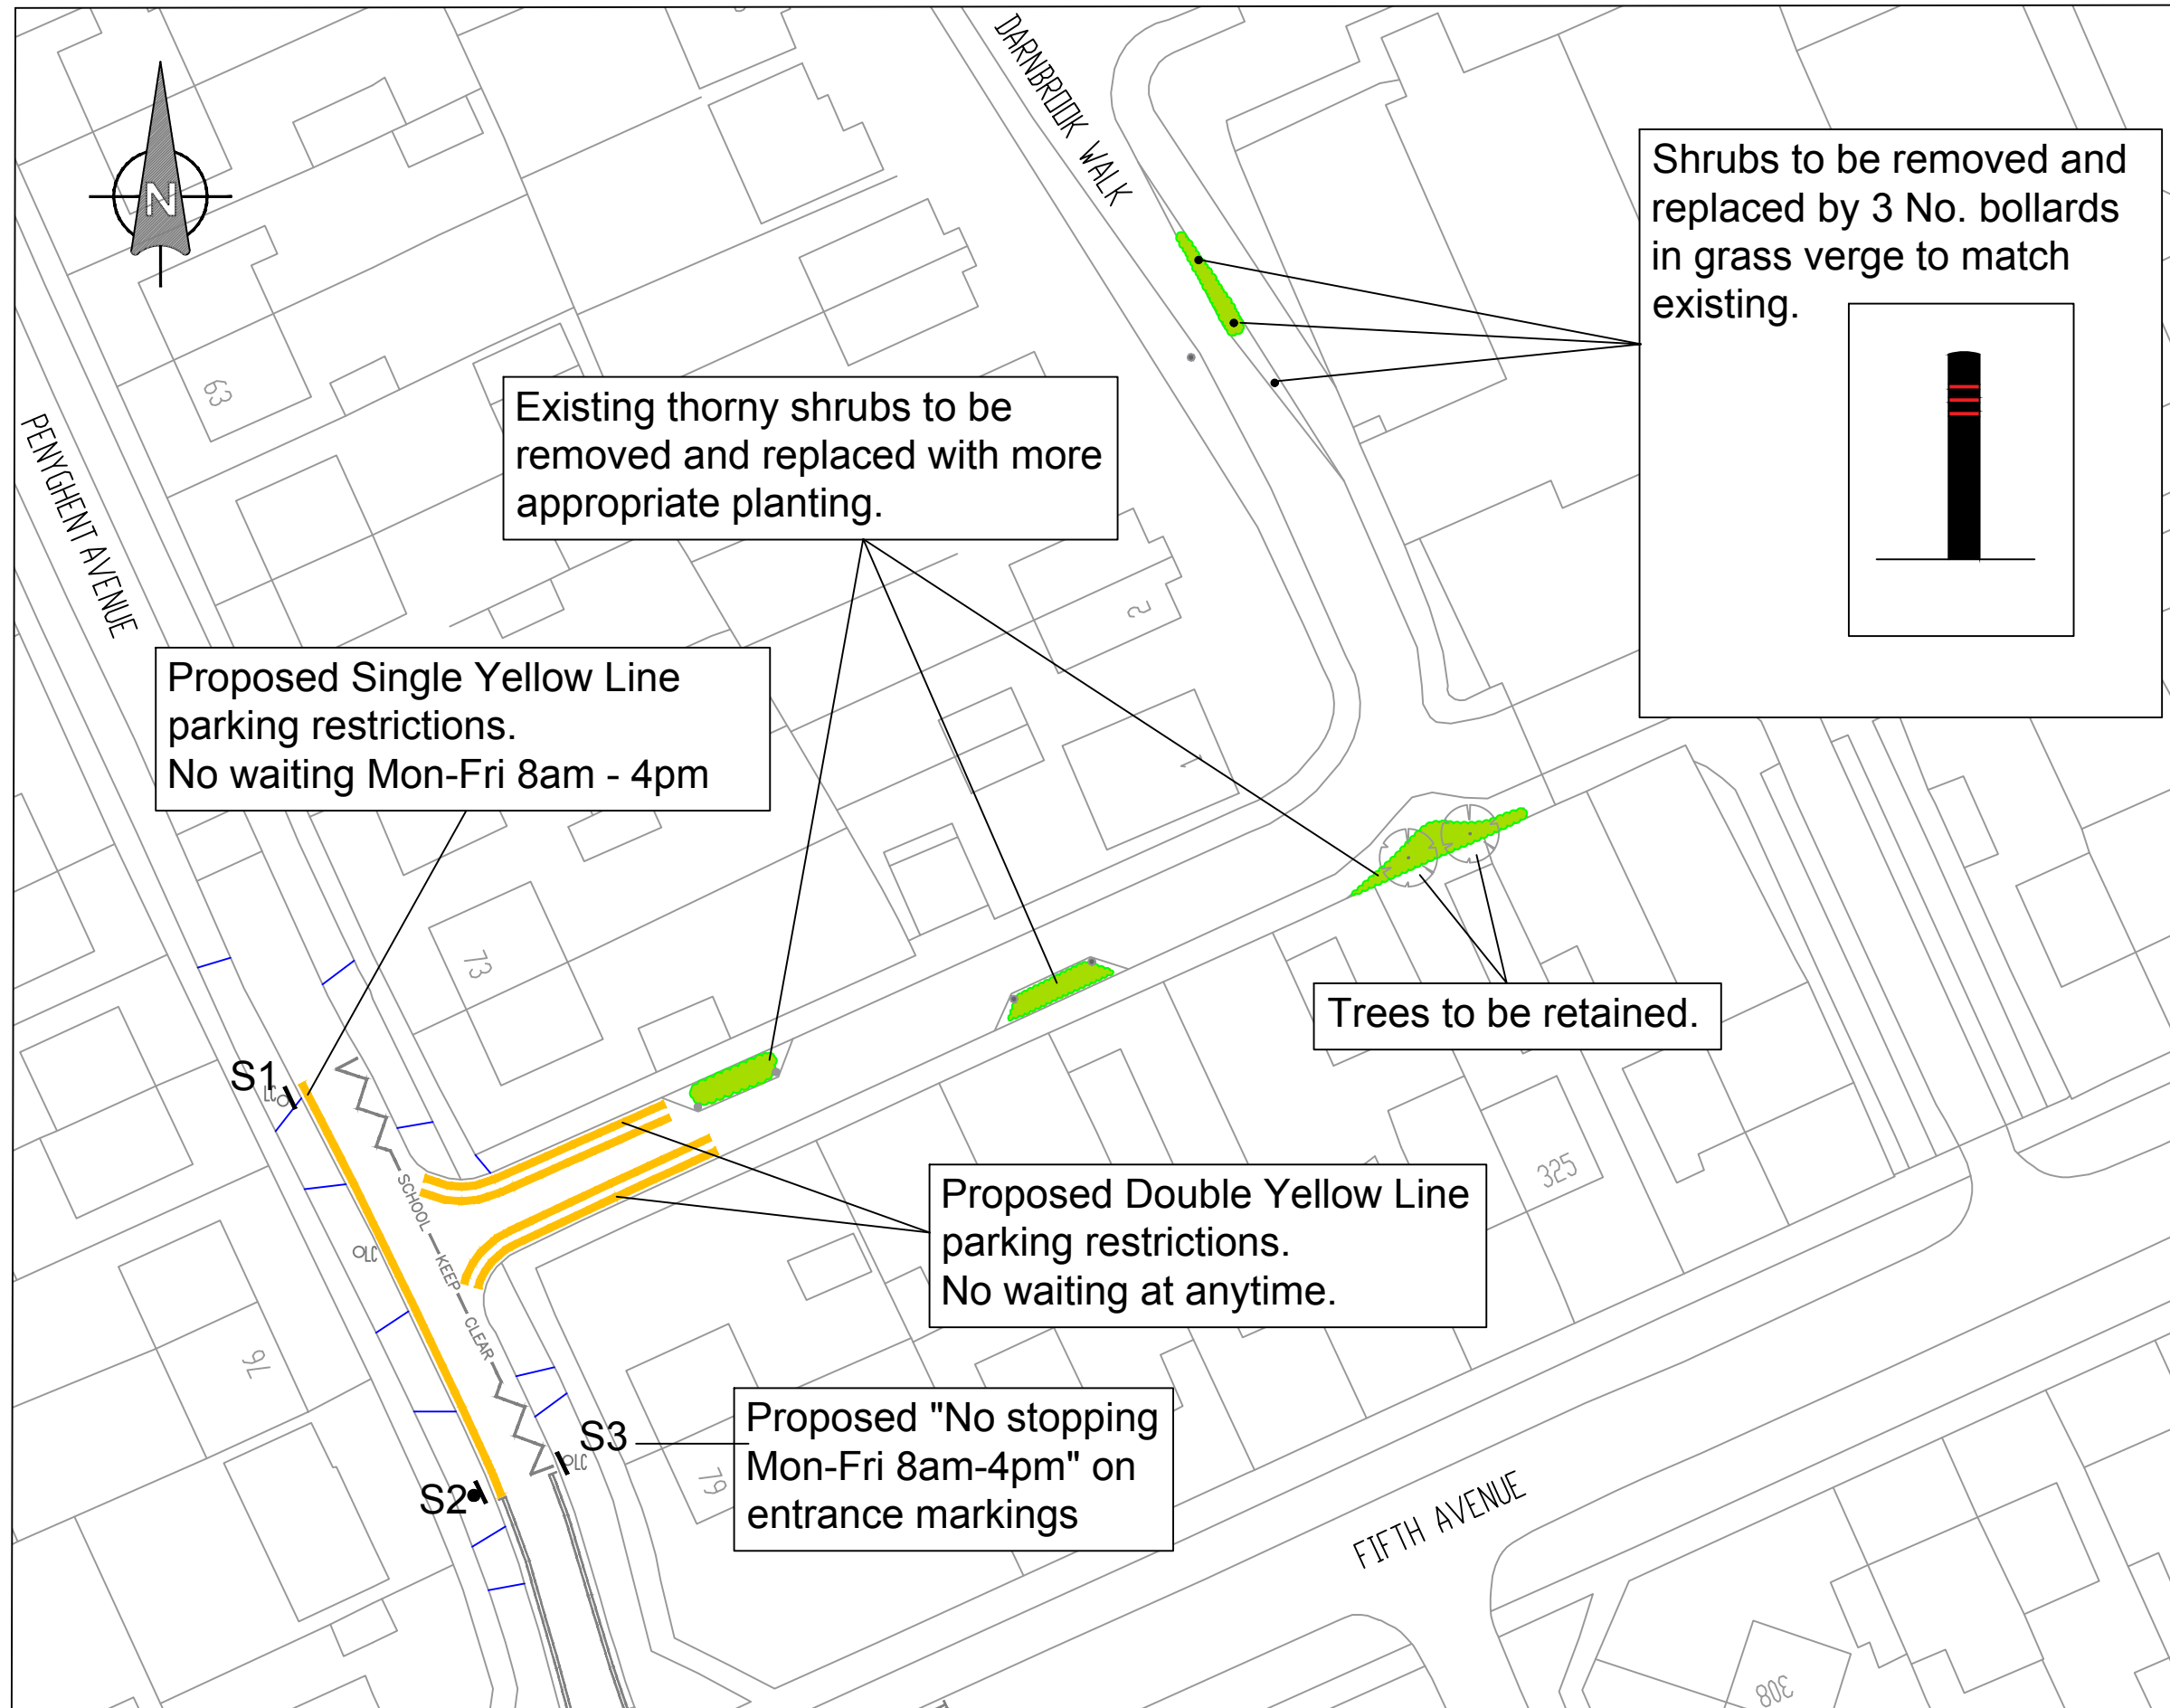 DARNBROOK WALK
N
Shrubs to be removed and
replaced by 3 No. bollards
in grass verge to match
existing.
63
Existing thorny shrubs to be
removed and replaced with more
appropriate planting.
PENYGHENT AVENUE
2
Proposed Single Yellow Line
parking restrictions.
No waiting Mon-Fri 8am - 4pm
1
73
Trees to be retained.
S1
LC
SCHOOL KEEP CLEAR
LC
325
Proposed Double Yellow Line
parking restrictions.
No waiting at anytime.
76
S3
LC
Proposed "No stopping
Mon-Fri 8am-4pm" on
entrance markings
79
S2
FIFTH AVENUE
308